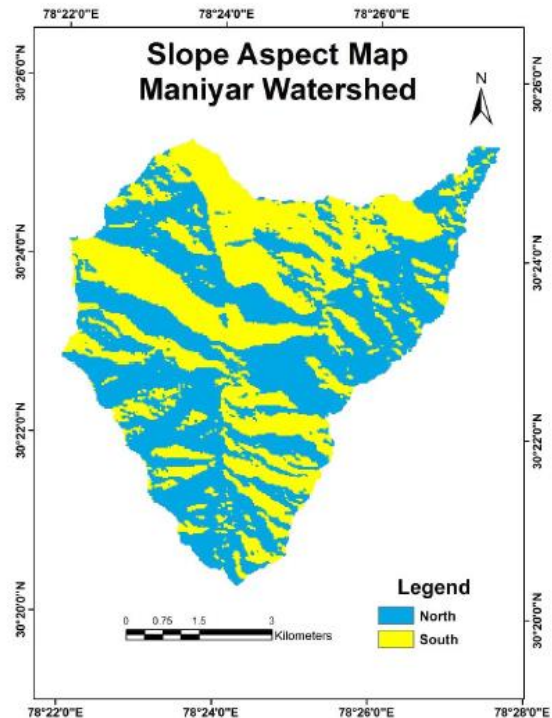 78°22'0"E
78°24'0"E
78°26'0"E
Slope Aspect Map
Maniyar Watershed
N
30°26'0"N
30°26'0"N
30°24'0"N
30°24'0"N
30°22'0"N
30°22'0"N
30°20'0"N
30°20'0"N
Legend
North
South
0 0.75 1.5 3
Kilometers
78°22'0"E
78°24'0"E
78°26'0"E
78°28'0"E